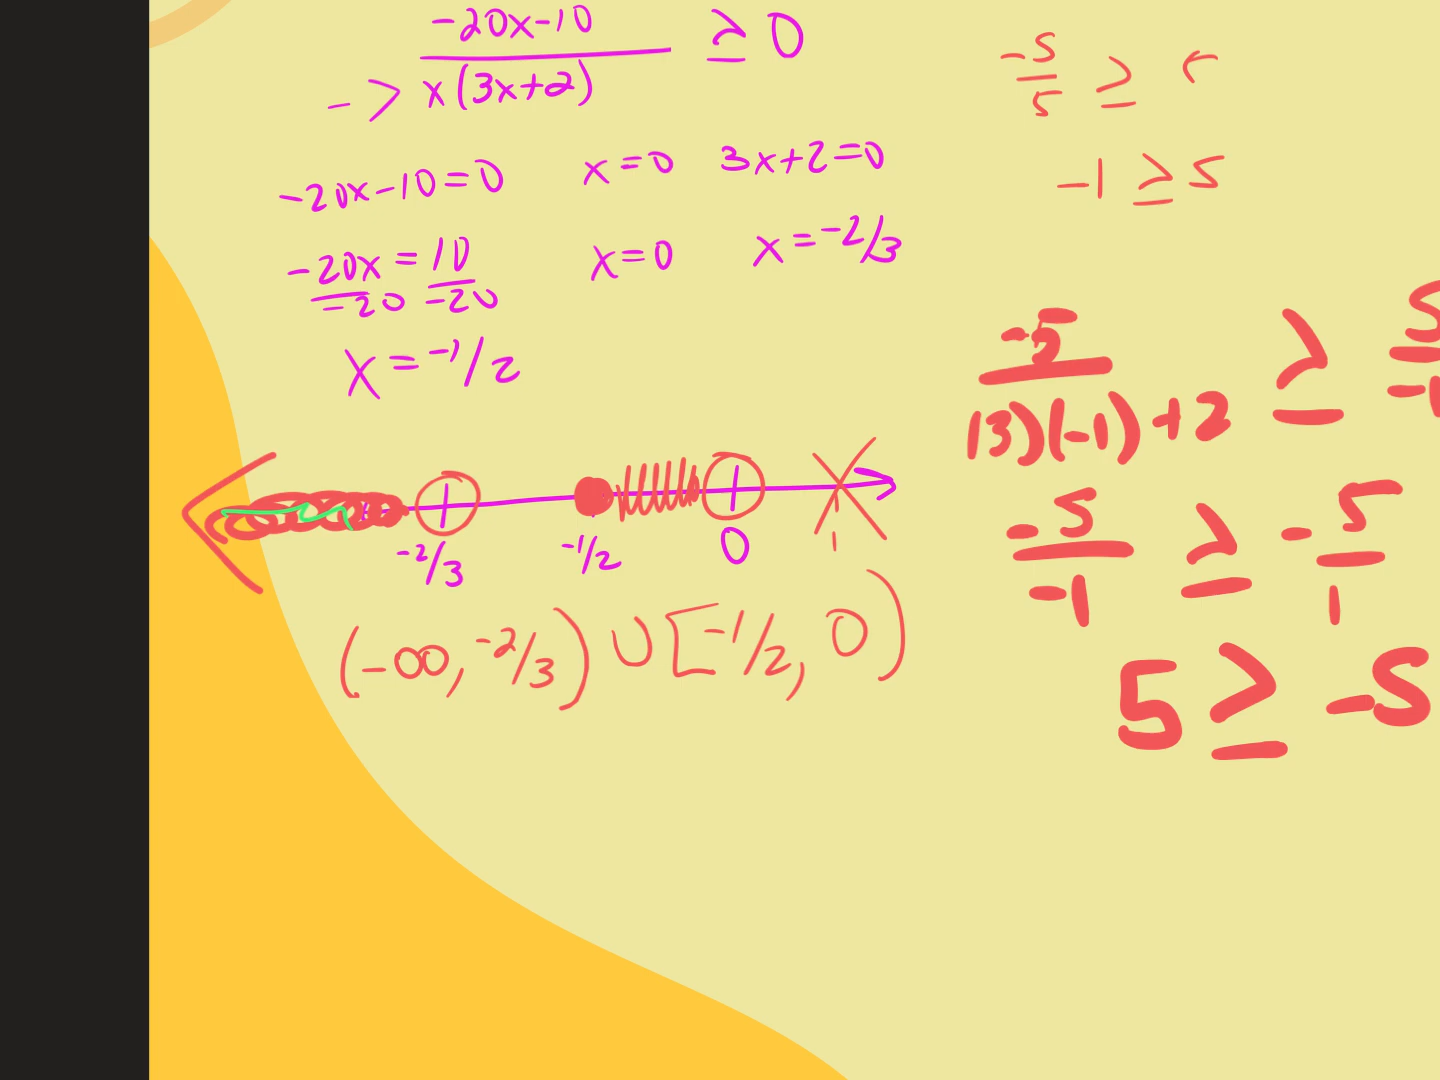 -20x-10 ≥ 0
-> x(3x+2)
-20x-10=0 x=0 3x+2=0
-20x = 10 x=0 x=-2/3
-20 -20
x=-1/2
-2/3 -1/2 0 1
(-∞, -2/3) ∪ [-1/2, 0)
-5 ≥
5
-1 ≥ 5
-5 ≥ 5
(3)(-1)+2 -1
-5 ≥ -5
-1 1
5 ≥ -5